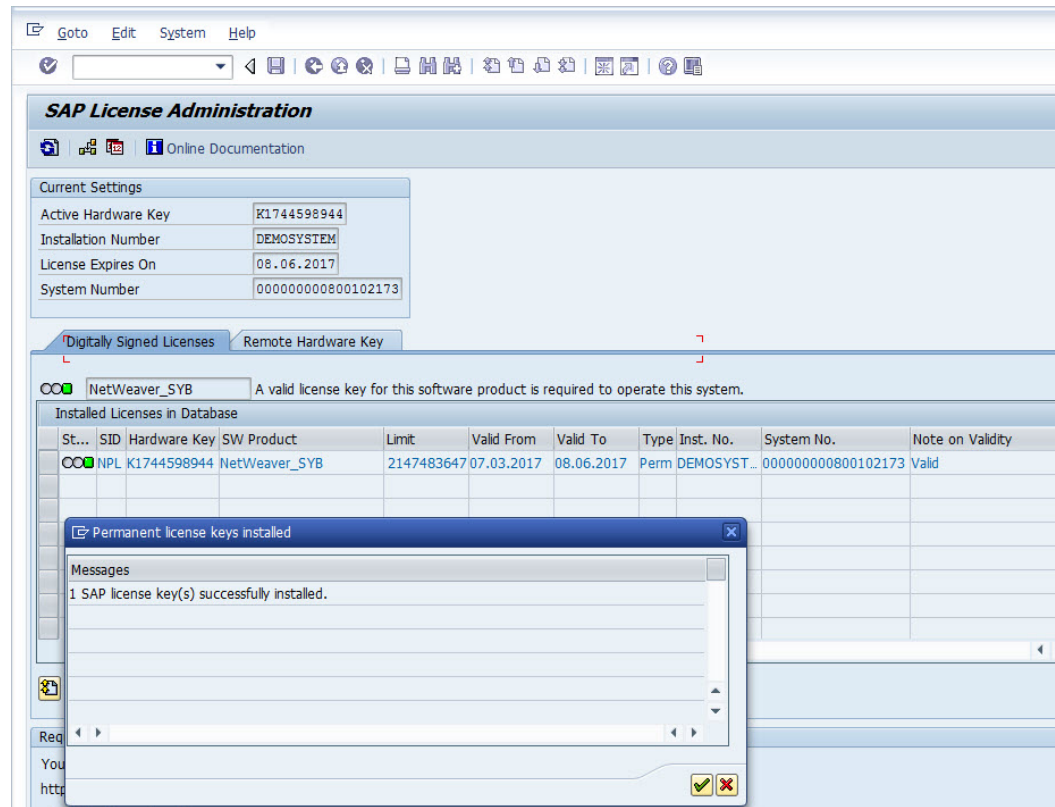 Goto Edit System Help
SAP License Administration
Online Documentation
Current Settings
Active Hardware Key K1744598944
Installation Number DEMOSYSTEM
License Expires On 08.06.2017
System Number 000000000800102173
Digitally Signed Licenses Remote Hardware Key
NetWeaver_SYB A valid license key for this software product is required to operate this system.
Installed Licenses in Database
St... SID Hardware Key SW Product Limit Valid From Valid To Type Inst. No. System No. Note on Validity
NPL K1744598944 NetWeaver_SYB 2147483647 07.03.2017 08.06.2017 Perm DEMOSYST... 000000000800102173 Valid
Permanent license keys installed
Messages
1 SAP license key(s) successfully installed.
Req
You
http